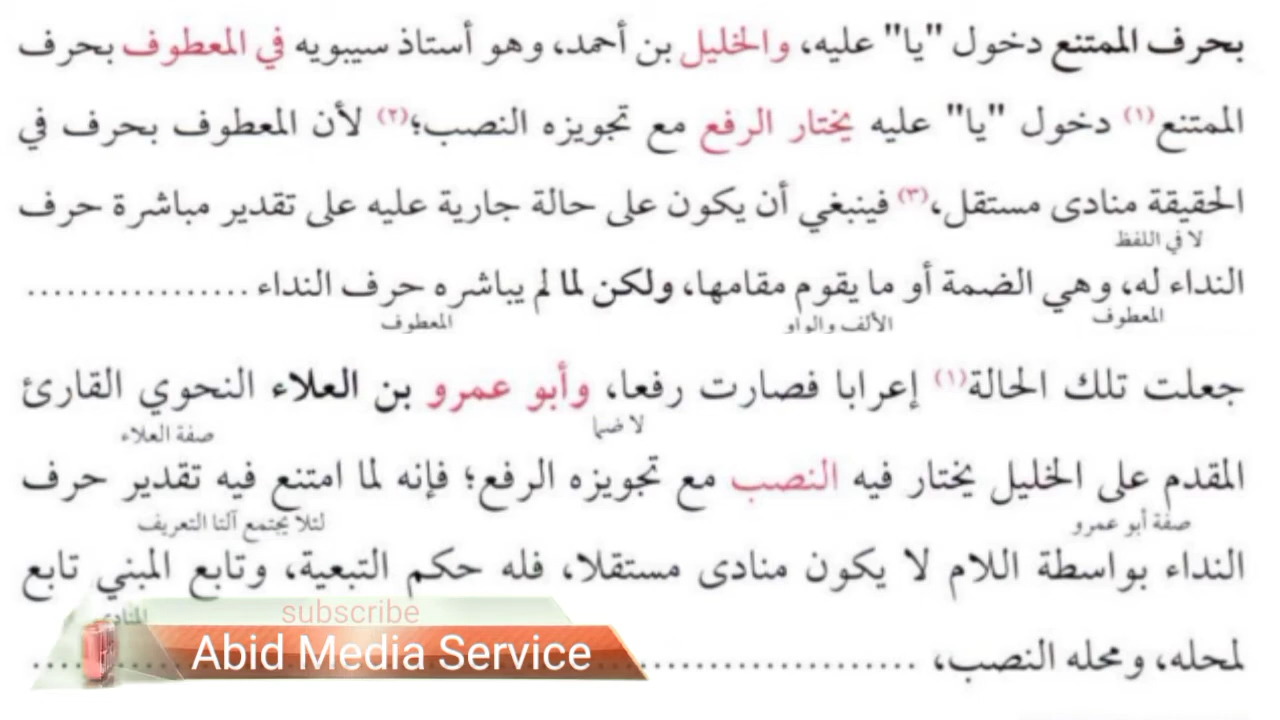 بحرف الممتنع دخول "يا" عليه، والخليل بن أحمد، وهو أستاذ سيبويه في المعطوف بحرف
الممتنع(١) دخول "يا" عليه يختار الرفع مع تجويزه النصب؛(٢) لأن المعطوف بحرف في
الحقيقة منادى مستقل،(٣) فينبغي أن يكون على حالة جارية عليه على تقدير مباشرة حرف
لا في اللفظ
النداء له، وهي الضمة أو ما يقوم مقامها، ولكن لما لم يباشره حرف النداء .................
المعطوف الألف والواو المعطوف
جعلت تلك الحالة(١) إعرابا فصارت رفعا، وأبو عمرو بن العلاء النحوي القارئ
لا ضما صفة العلاء
المقدم على الخليل يختار فيه النصب مع تجويزه الرفع؛ فإنه لما امتنع فيه تقدير حرف
صفة أبو عمرو لئلا يجتمع آلتا التعريف
النداء بواسطة اللام لا يكون منادى مستقلا، فله حكم التبعية، وتابع المبني تابع
المنادى
subscribe
Abid Media Service
لمحله، ومحله النصب، ..............................